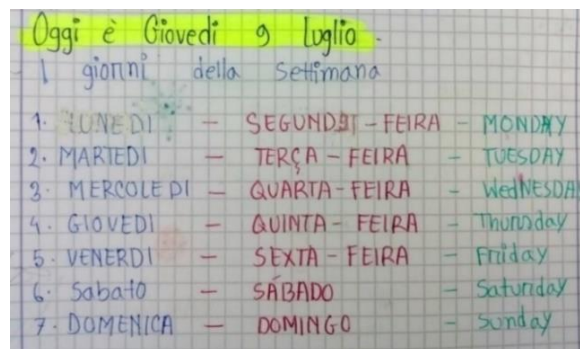 Oggi è Giovedi 9 luglio.
I giorni della Settimana
1. LUNEDI - SEGUNDA-FEIRA - MONDAY
2. MARTEDI - TERÇA-FEIRA - TUESDAY
3. MERCOLEDI - QUARTA-FEIRA - WedNESDA
4. GIOVEDI - QUINTA-FEIRA - Thursday
5. VENERDI - SEXTA-FEIRA - Friday
6. Sabato - SÁBADO - Saturday
7. DOMENICA - DOMINGO - Sunday